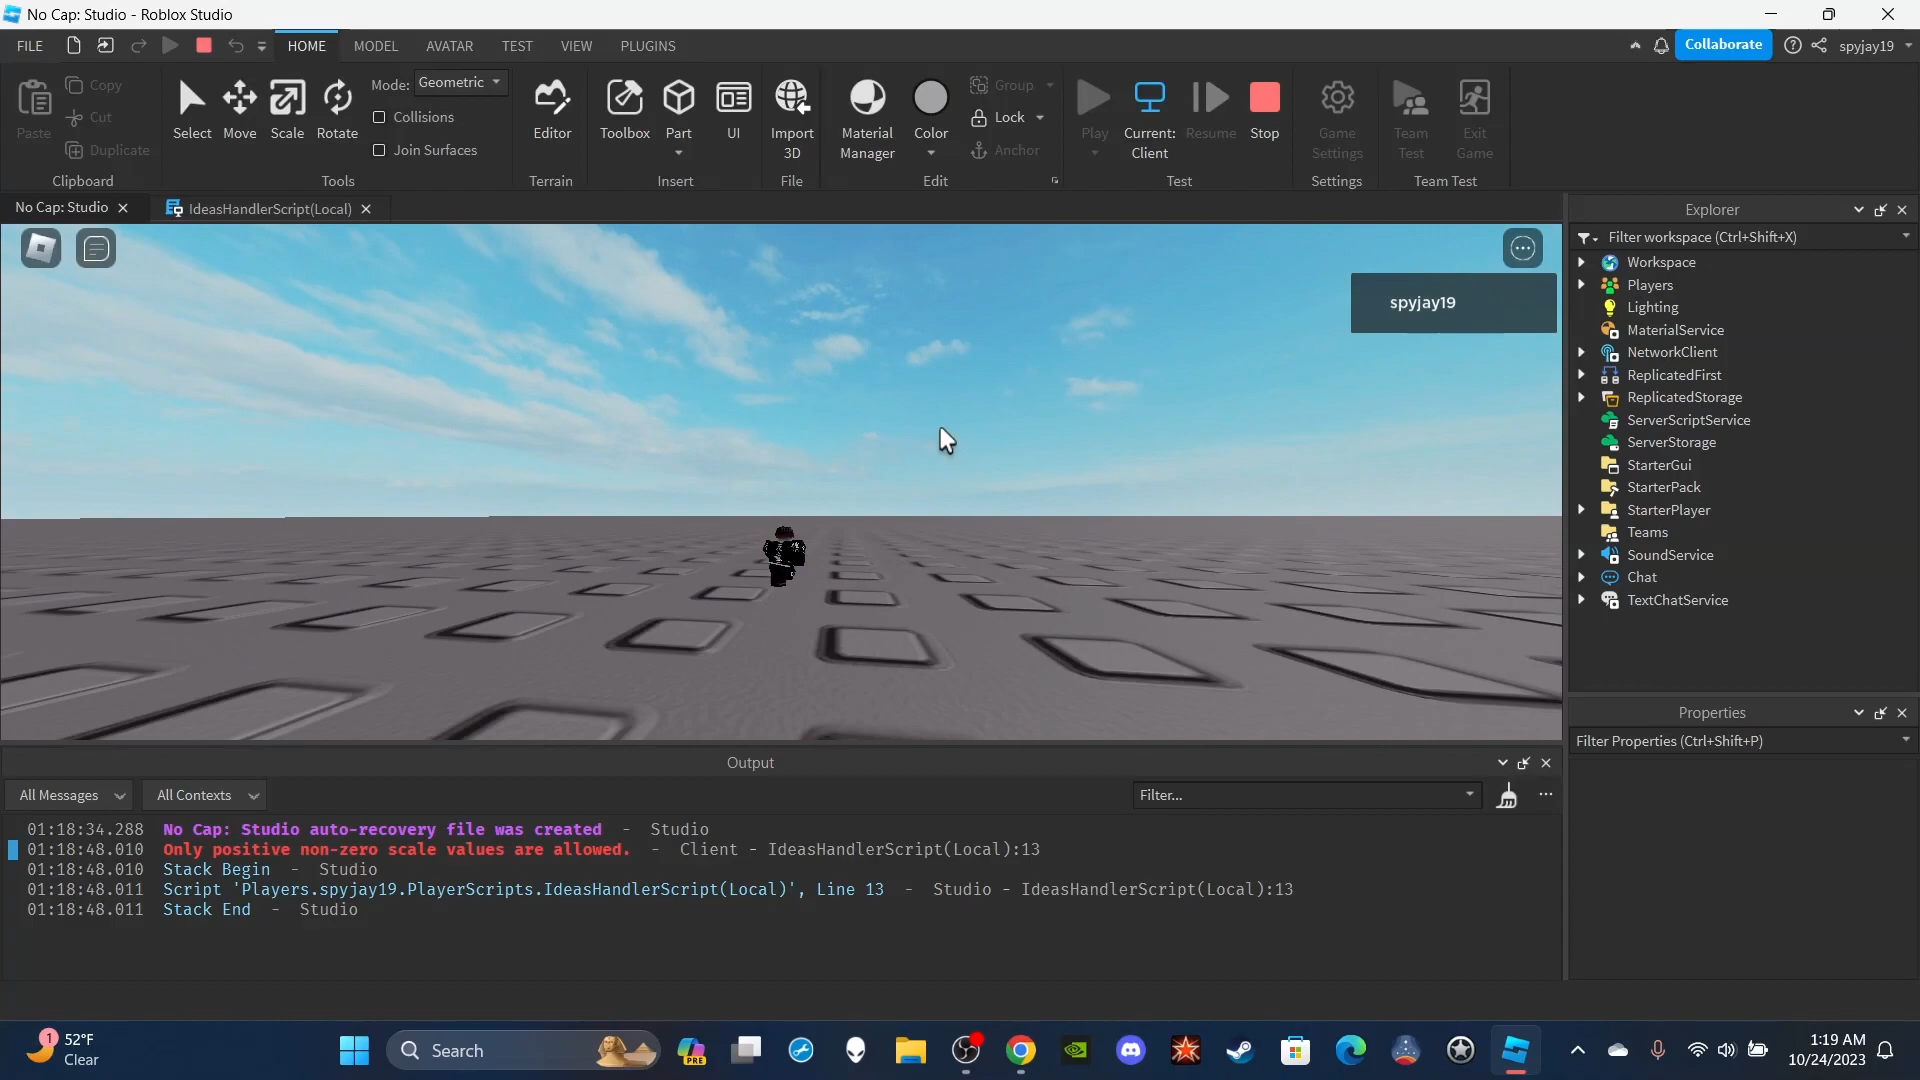 No Cap: Studio - Roblox Studio
FILE HOME MODEL AVATAR TEST VIEW PLUGINS Collaborate spyjay19
Paste Copy Cut Duplicate
Clipboard
Select Move Scale Rotate
Mode: Geometric
Collisions
Join Surfaces
Tools
Editor
Terrain
Toolbox Part UI
Insert
Import 3D
File
Material Manager Color
Group
Lock
Anchor
Edit
Play Current: Client Resume Stop
Test
Game Settings
Settings
Team Test Exit Game
Team Test
No Cap: Studio IdeasHandlerScript(Local)
spyjay19
Explorer
Filter workspace (Ctrl+Shift+X)
Workspace
Players
Lighting
MaterialService
NetworkClient
ReplicatedFirst
ReplicatedStorage
ServerScriptService
ServerStorage
StarterGui
StarterPack
StarterPlayer
Teams
SoundService
Chat
TextChatService
Properties
Filter Properties (Ctrl+Shift+P)
Output
All Messages All Contexts Filter...
01:18:34.288 No Cap: Studio auto-recovery file was created - Studio
01:18:48.010 Only positive non-zero scale values are allowed. - Client - IdeasHandlerScript(Local):13
01:18:48.010 Stack Begin - Studio
01:18:48.011 Script 'Players.spyjay19.PlayerScripts.IdeasHandlerScript(Local)', Line 13 - Studio - IdeasHandlerScript(Local):13
01:18:48.011 Stack End - Studio
1 52°F
Clear
Search
PRE
1:19 AM
10/24/2023